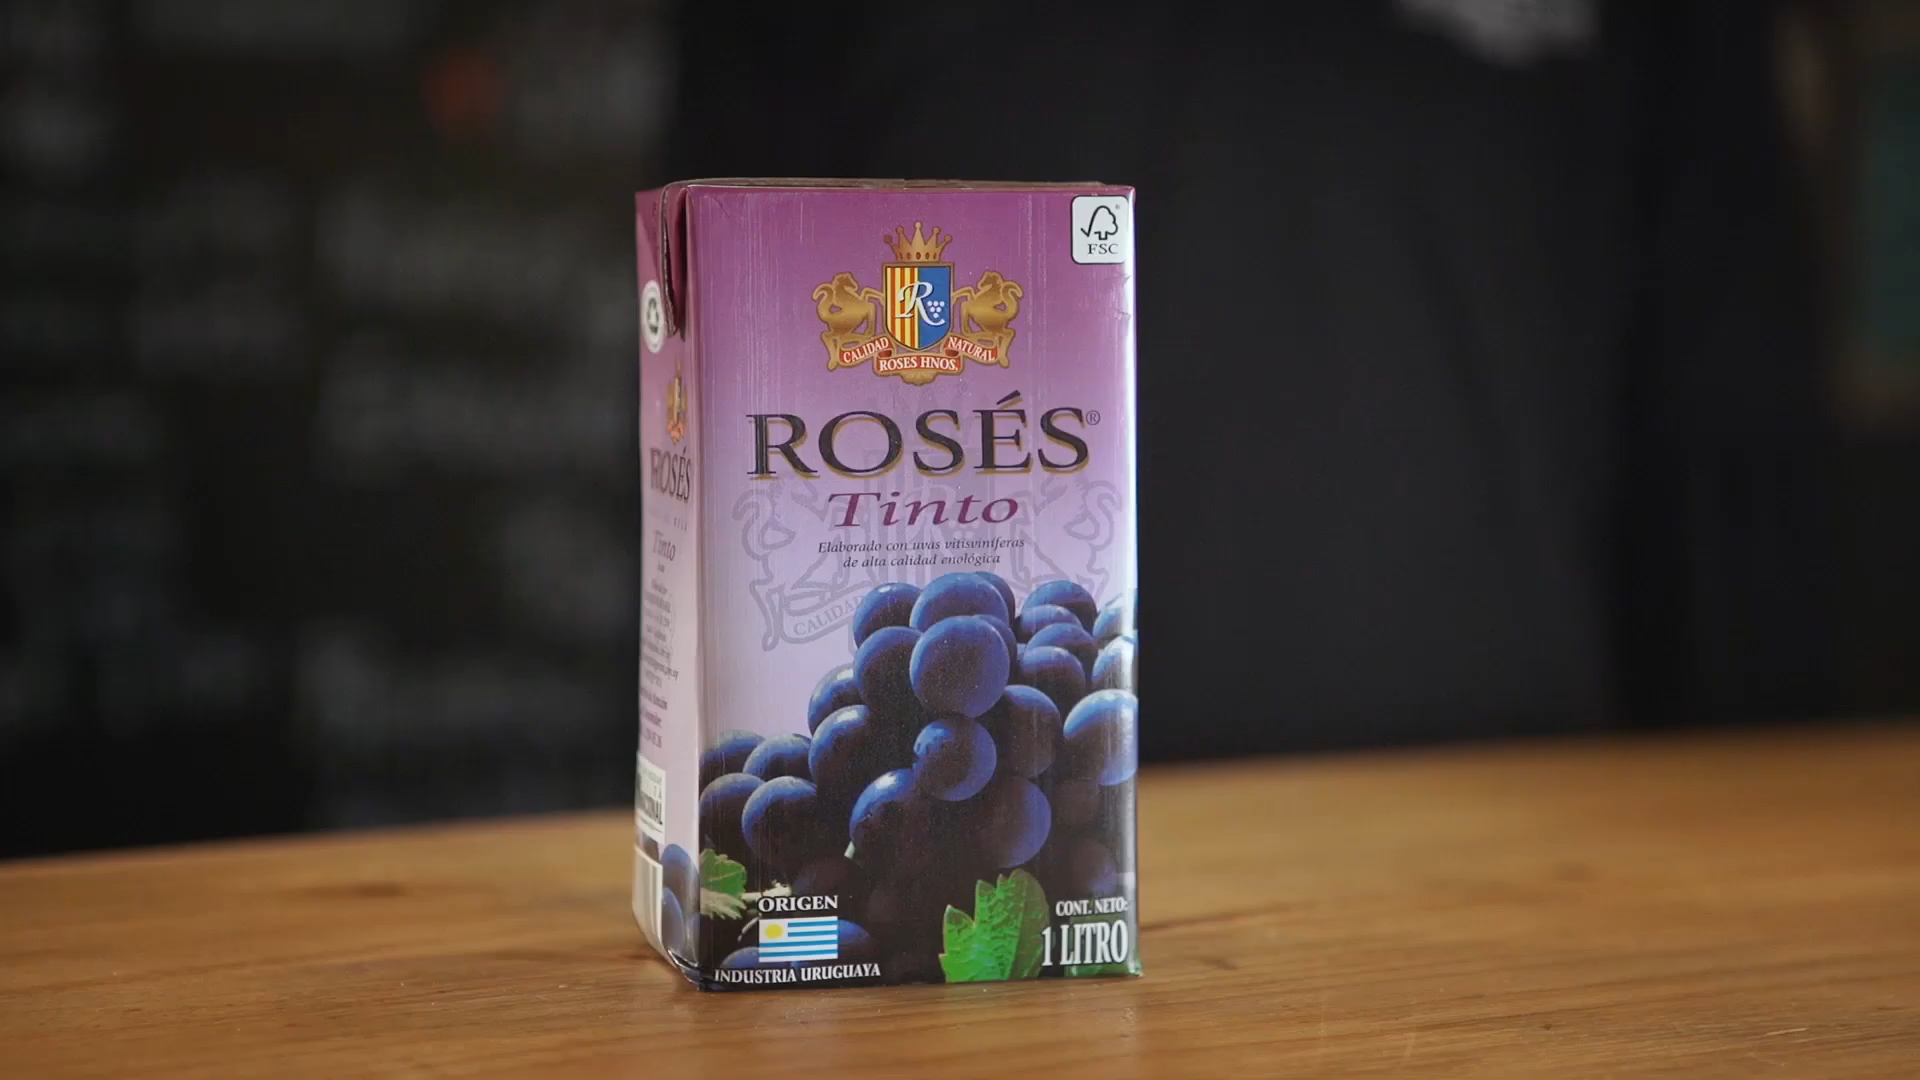 FSC
R
CALIDAD NATURAL
ROSES HNOS.
ROSÉS®
Tinto
Elaborado con uvas vitisviníferas
de alta calidad enológica
CALIDAD
ORIGEN
INDUSTRIA URUGUAYA
CONT. NETO:
1 LITRO
ROSÉS
Tinto